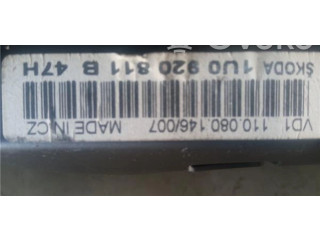 VD1 110.080.146/007 MADE IN CZ
ŠKODA 1U0 920 811 B 47H